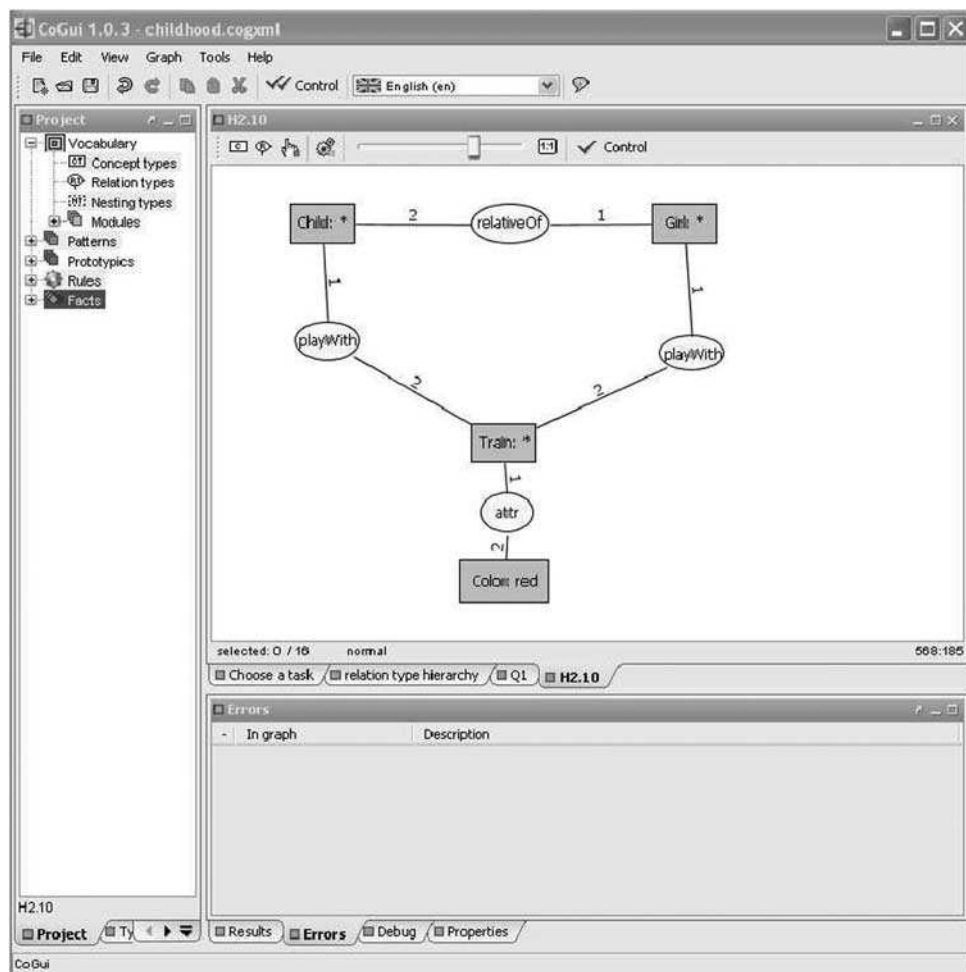 CoGui 1.0.3 - childhood.cogxml
File Edit View Graph Tools Help
Control English (en)
Project
Vocabulary
Concept types
Relation types
Nesting types
Modules
Patterns
Prototypics
Rules
Facts
H2.10
Project Ty
H2.10
1:1 Control
Child: * 2 relativeOf 1 Girl: *
1 1
playWith playWith
2 2
Train: *
1
attr
2
Color: red
selected: 0 / 16 normal 568:185
Choose a task relation type hierarchy Q1 H2.10
Errors
- In graph Description
Results Errors Debug Properties
CoGui